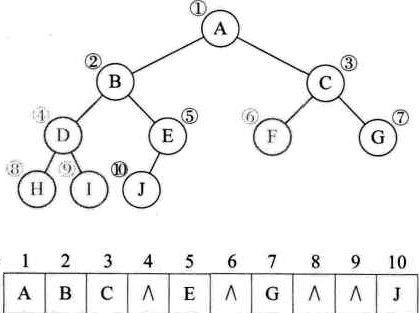 ①
A
② ③
B C
④ ⑤ ⑥ ⑦
D E F G
⑧ ⑨ ⑩
H I J
1 2 3 4 5 6 7 8 9 10
A B C ∧ E ∧ G ∧ ∧ J